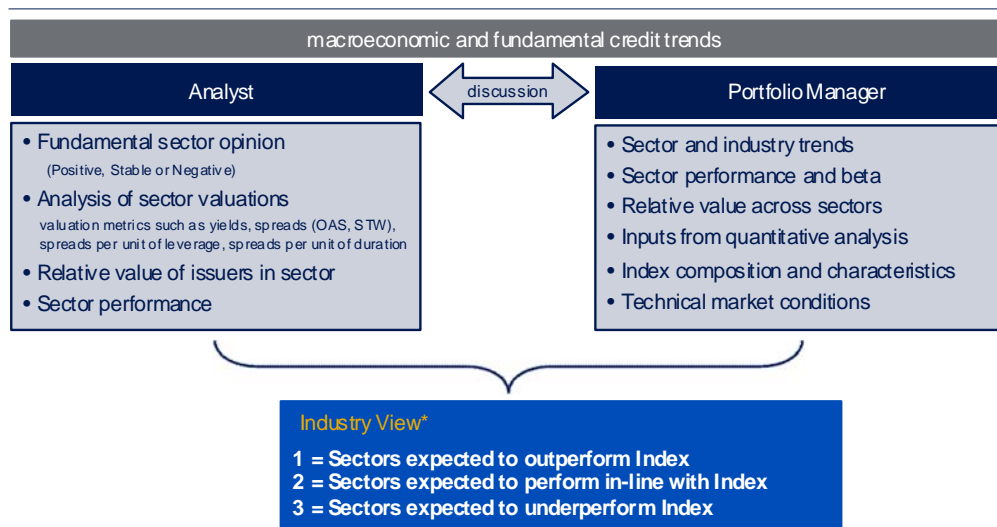 macroeconomic and fundamental credit trends
Analyst
discussion
Portfolio Manager
• Fundamental sector opinion
(Positive, Stable or Negative)
• Analysis of sector valuations
valuation metrics such as yields, spreads (OAS, STW),
spreads per unit of leverage, spreads per unit of duration
• Relative value of issuers in sector
• Sector performance
• Sector and industry trends
• Sector performance and beta
• Relative value across sectors
• Inputs from quantitative analysis
• Index composition and characteristics
• Technical market conditions
Industry View*
1 = Sectors expected to outperform Index
2 = Sectors expected to perform in-line with Index
3 = Sectors expected to underperform Index